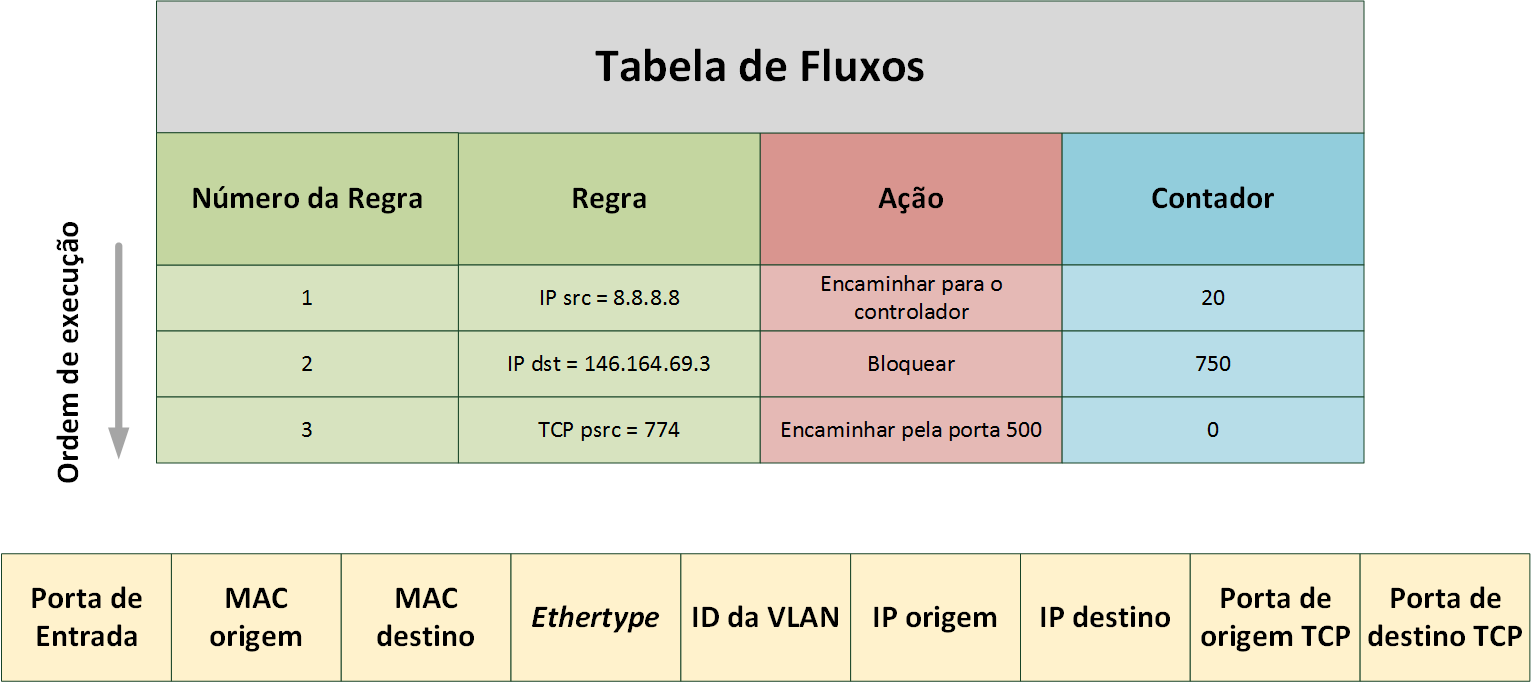 Tabela de Fluxos
Número da Regra
Regra
Ação
Contador
Ordem de execução
1
IP src = 8.8.8.8
Encaminhar para o
controlador
20
2
IP dst = 146.164.69.3
Bloquear
750
3
TCP psrc = 774
Encaminhar pela porta 500
0
Porta de
Entrada
MAC
origem
MAC
destino
Ethertype
ID da VLAN
IP origem
IP destino
Porta de
origem TCP
Porta de
destino TCP